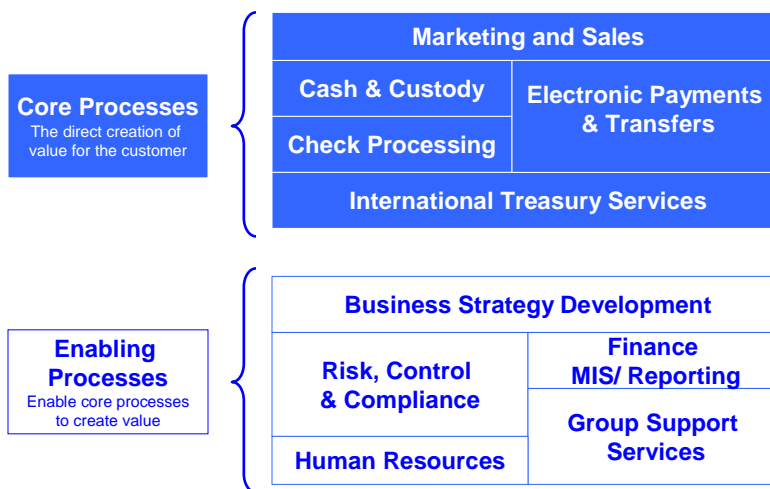 Core Processes
The direct creation of
value for the customer
Marketing and Sales
Cash & Custody
Check Processing
Electronic Payments
& Transfers
International Treasury Services
Enabling
Processes
Enable core processes
to create value
Business Strategy Development
Risk, Control
& Compliance
Human Resources
Finance
MIS/ Reporting
Group Support
Services